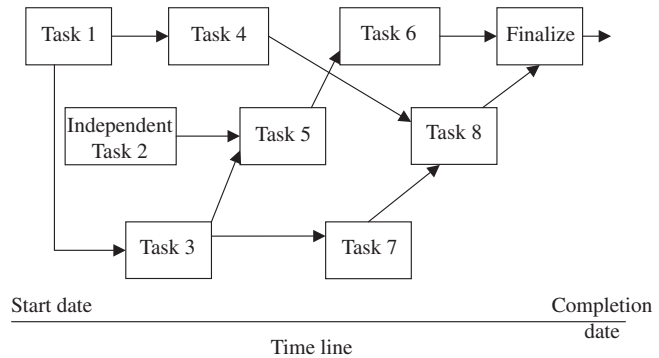 Task 1
Task 4
Task 6
Finalize
Independent
Task 2
Task 5
Task 8
Task 3
Task 7
Start date
Completion
date
Time line